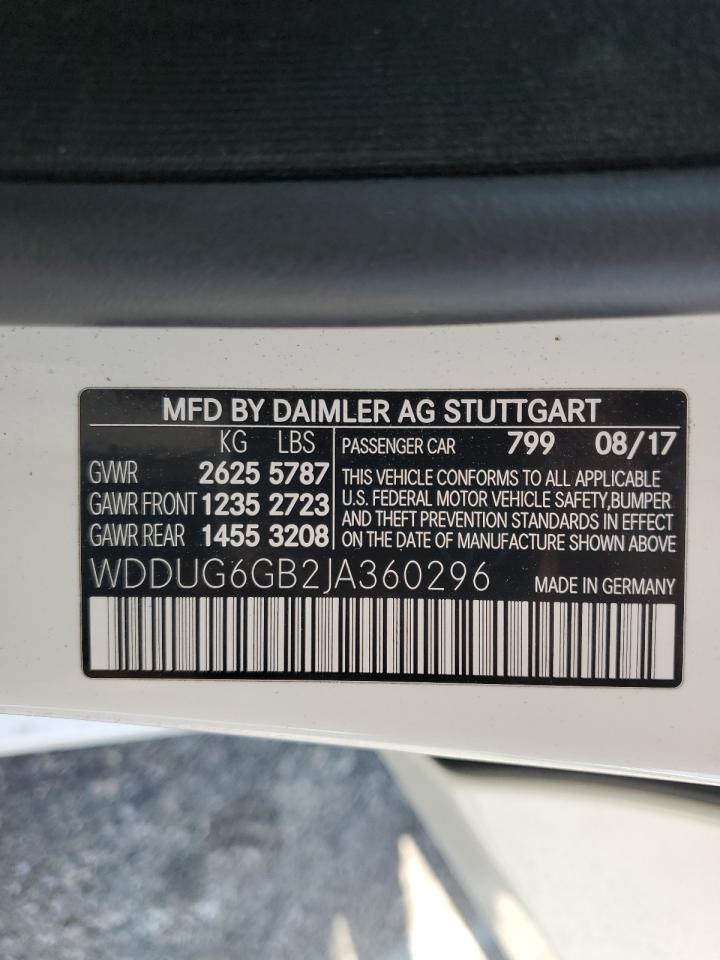 MFD BY DAIMLER AG STUTTGART
KG LBS
GVWR 2625 5787
GAWR FRONT 1235 2723
GAWR REAR 1455 3208
PASSENGER CAR 799 08/17
THIS VEHICLE CONFORMS TO ALL APPLICABLE
U.S. FEDERAL MOTOR VEHICLE SAFETY,BUMPER
AND THEFT PREVENTION STANDARDS IN EFFECT
ON THE DATE OF MANUFACTURE SHOWN ABOVE
WDDUG6GB2JA360296 MADE IN GERMANY